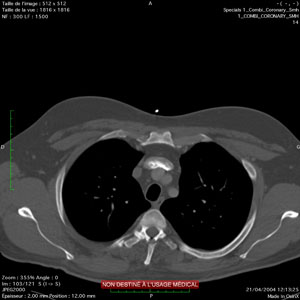 Taille de l'image : 512 x 512
Taille de la vue : 1816 x 1816
NF : 300 LF : 1500
A
- ( - , - )
Specials 1_Combi_Coronary_Smh
1_COMBI_CORONARY_SMH
14
D
G
Zoom : 355% Angle : 0
Im : 103/121 S (I -> S)
JPEG2000
Epaisseur : 2.00 mm Position : 12.00 mm
NON DESTINÉ À L'USAGE MÉDICAL
P
21/04/2004 12:13:25
Made In OsiriX